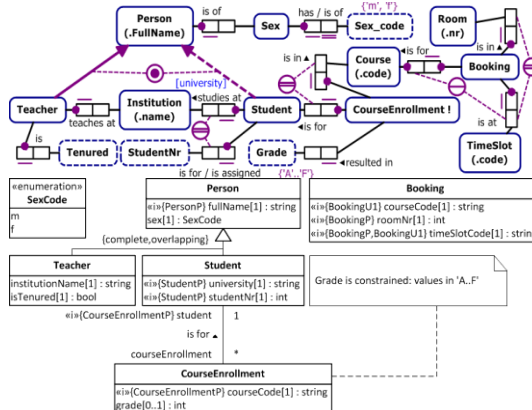 Person
(.FullName)
is of
Sex
has / is of
{'m', 'f'}
Sex_code
Room
(.nr)
is in ▲
Course
(.code)
◄is for
is in▲
Booking
[university]
Teacher
teaches at
Institution
(.name)
◄studies at
Student
CourseEnrollment !
◄is for
is at
TimeSlot
(.code)
is
Tenured
StudentNr
is for / is assigned
Grade
{'A'..'F'}
◄resulted in
«enumeration»
SexCode
m
f
Person
«i»{PersonP} fullName[1] : string
sex[1] : SexCode
Booking
«i»{BookingU1} courseCode[1] : string
«i»{BookingP} roomNr[1] : int
«i»{BookingP,BookingU1} timeSlotCode[1] : string
{complete,overlapping}
Teacher
institutionName[1] : string
isTenured[1] : bool
Student
«i»{StudentP} university[1] : string
«i»{StudentP} studentNr[1] : int
Grade is constrained: values in 'A..F'
«i»{CourseEnrollmentP} student
1
is for ▲
courseEnrollment
*
CourseEnrollment
«i»{CourseEnrollmentP} courseCode[1] : string
grade[0..1] : int